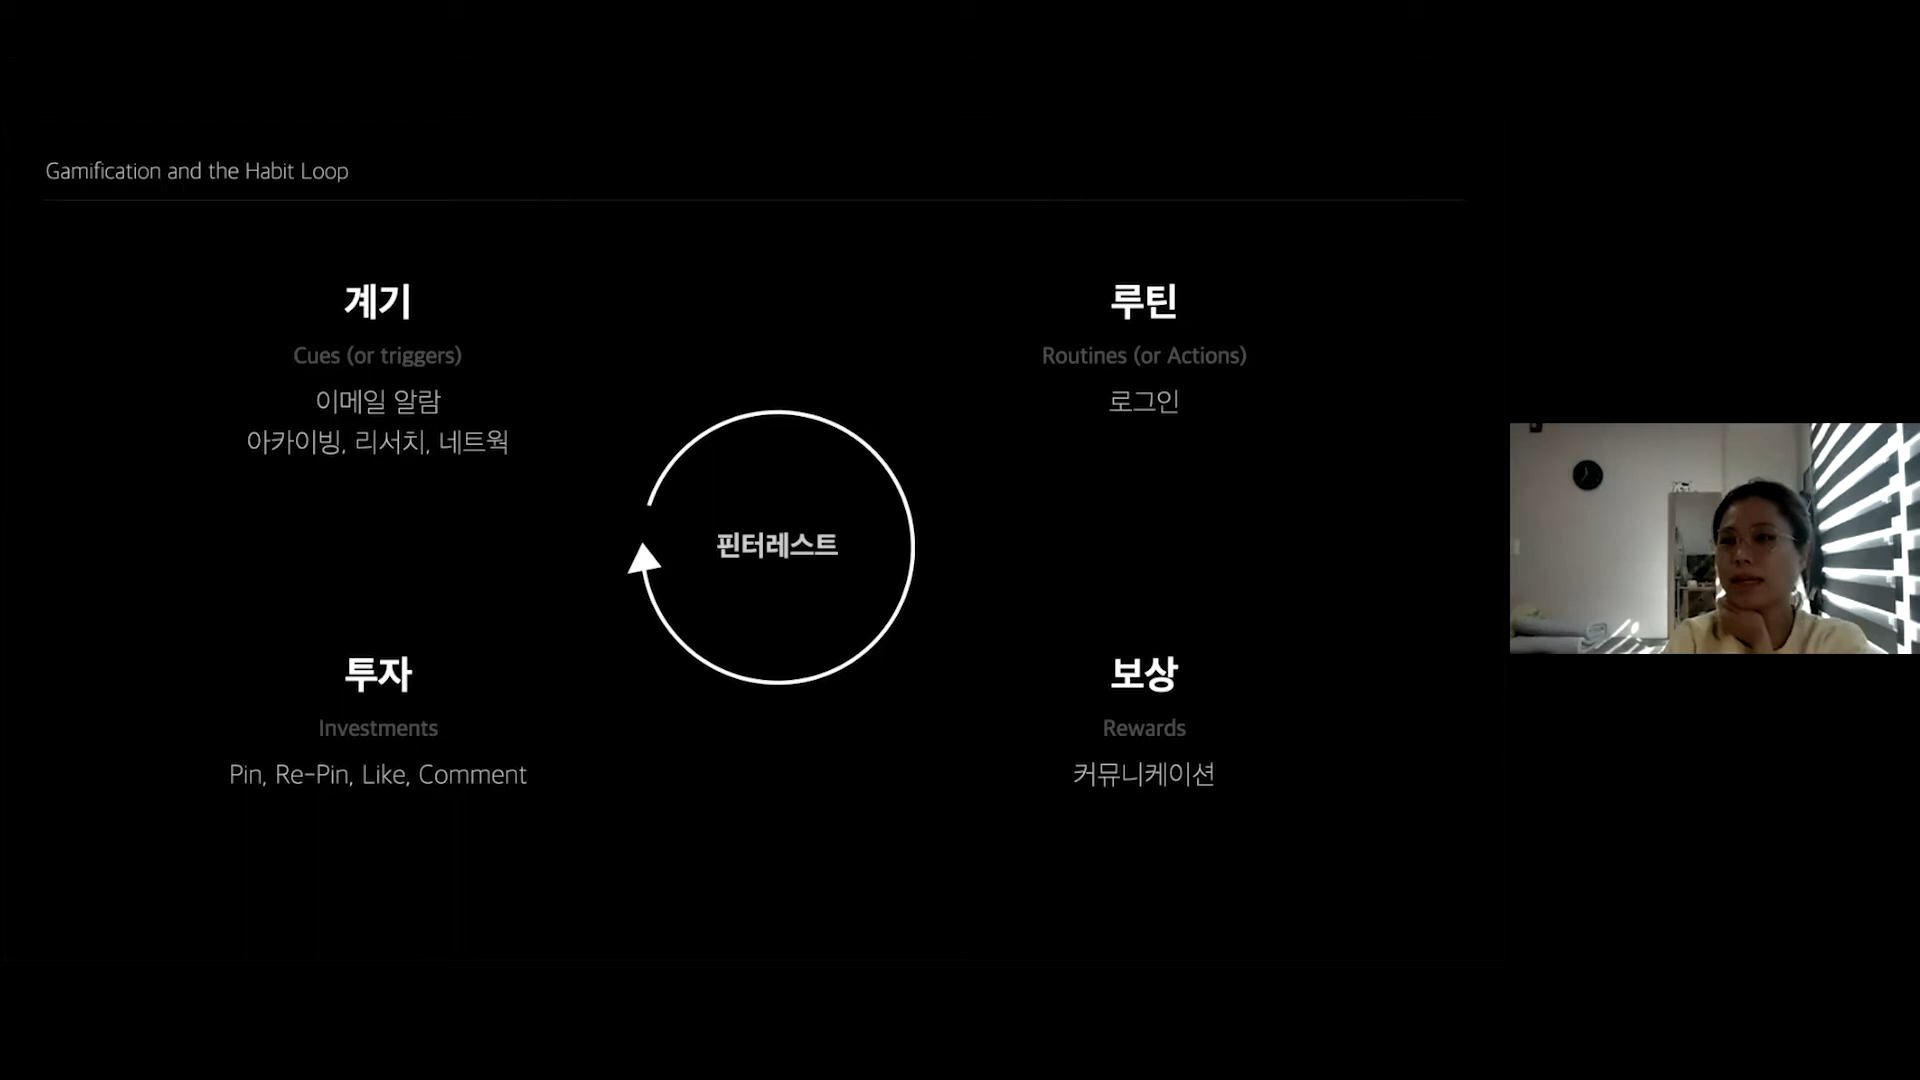 Gamification and the Habit Loop
계기
Cues (or triggers)
이메일 알람
아카이빙, 리서치, 네트웍
루틴
Routines (or Actions)
로그인
핀터레스트
투자
Investments
Pin, Re-Pin, Like, Comment
보상
Rewards
커뮤니케이션